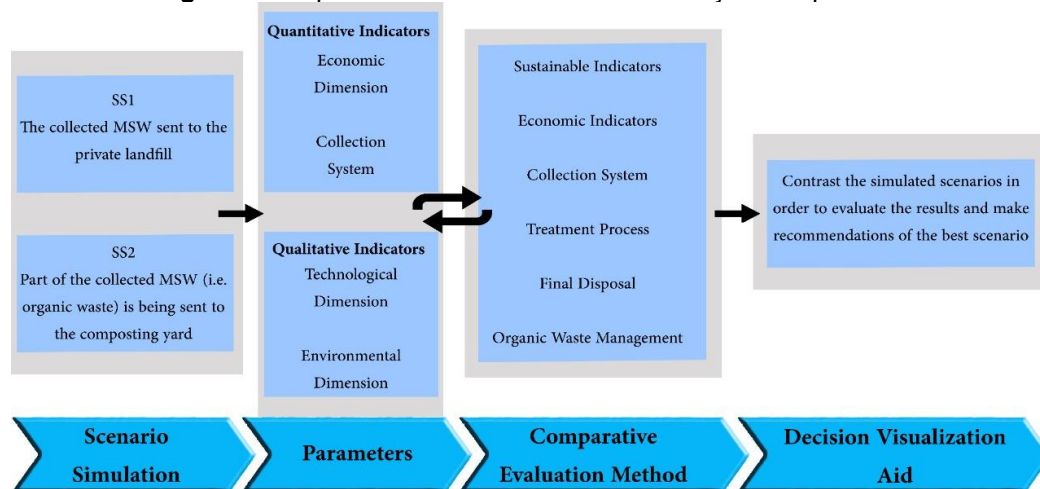 SS1
The collected MSW sent to the
private landfill
SS2
Part of the collected MSW (i.e.
organic waste) is being sent to
the composting yard
Quantitative Indicators
Economic
Dimension
Collection
System
Qualitative Indicators
Technological
Dimension
Environmental
Dimension
Sustainable Indicators
Economic Indicators
Collection System
Treatment Process
Final Disposal
Organic Waste Management
Contrast the simulated scenarios in
order to evaluate the results and make
recommendations of the best scenario
Scenario
Simulation
Parameters
Comparative
Evaluation Method
Decision Visualization
Aid